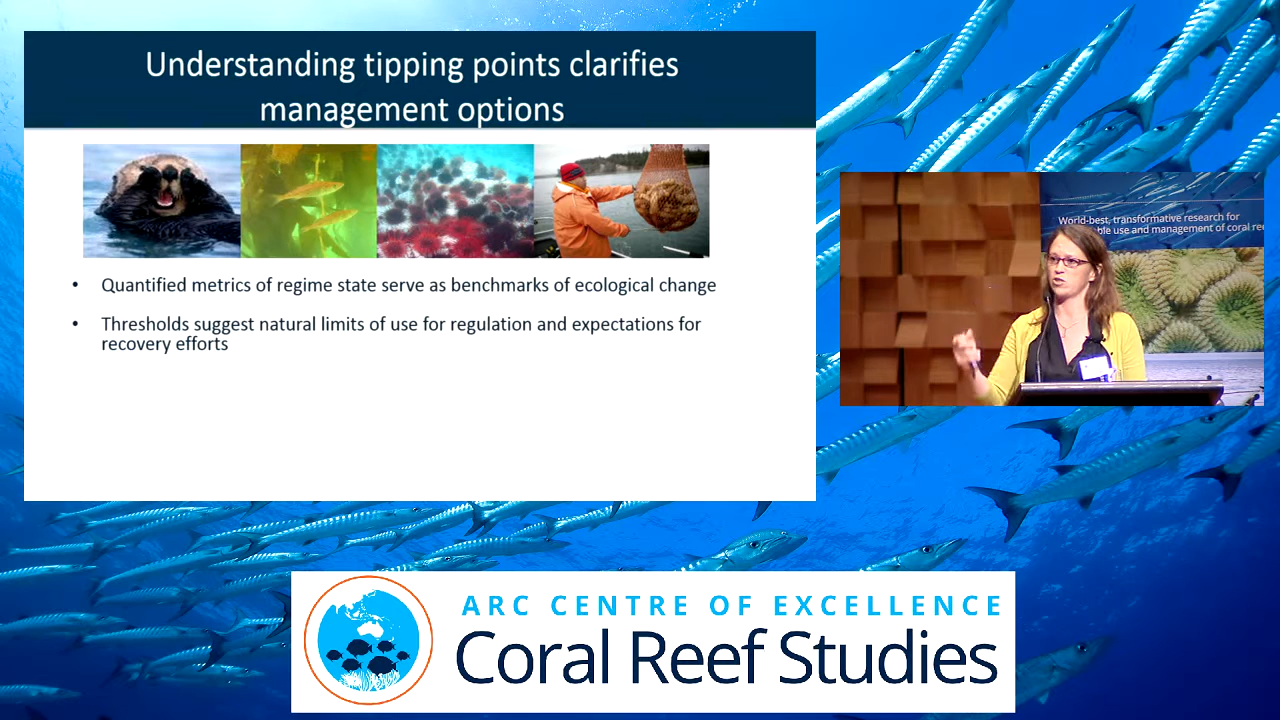 Understanding tipping points clarifies
management options
• Quantified metrics of regime state serve as benchmarks of ecological change
• Thresholds suggest natural limits of use for regulation and expectations for
recovery efforts
World-best, transformative research for
use and management of coral
ARC CENTRE OF EXCELLENCE
Coral Reef Studies